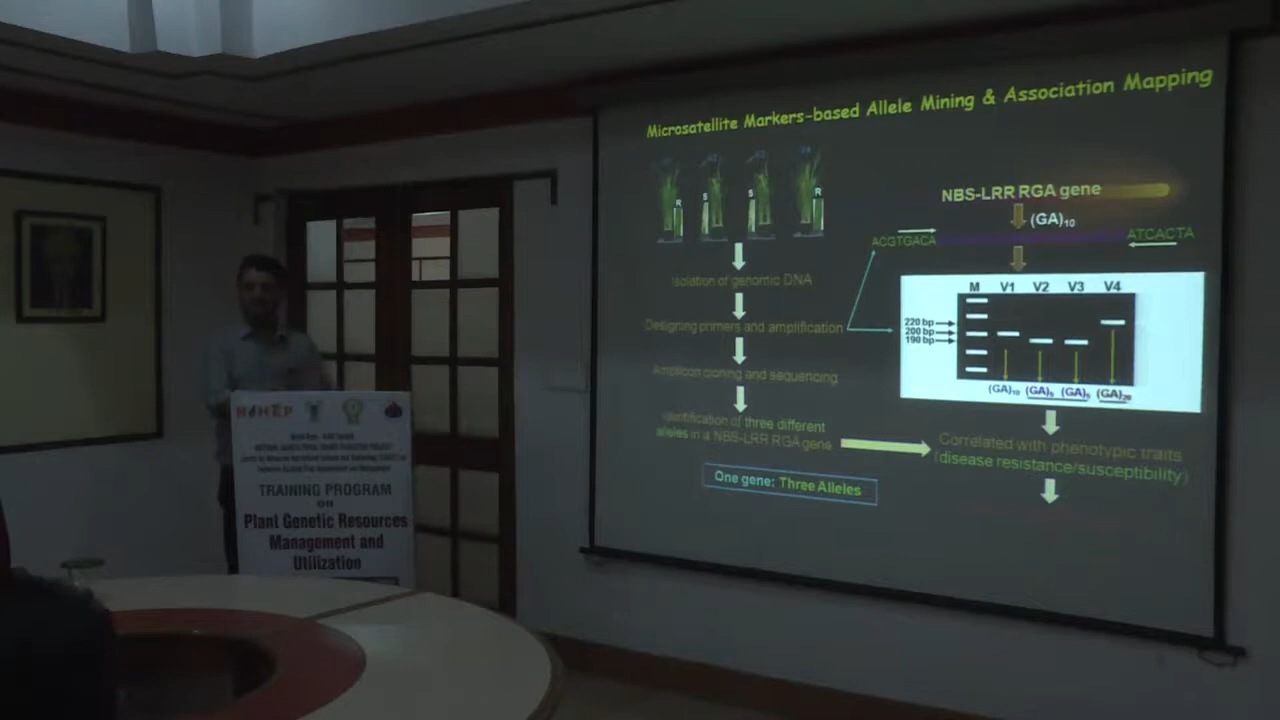 Microsatellite Markers-based Allele Mining & Association Mapping
R S S R
NBS-LRR RGA gene
(GA)10
ACGTGACA
ATCACTA
Isolation of genomic DNA
Designing primers and amplification
Amplicon cloning and sequencing
Identification of three different
alleles in a NBS-LRR RGA gene
One gene: Three Alleles
M V1 V2 V3 V4
220 bp
200 bp
190 bp
(GA)10 (GA)5 (GA)5 (GA)20
Correlated with phenotypic traits
(disease resistance/susceptibility)
NAHEP
TRAINING PROGRAM
ON
Plant Genetic Resources
Management and
Utilization